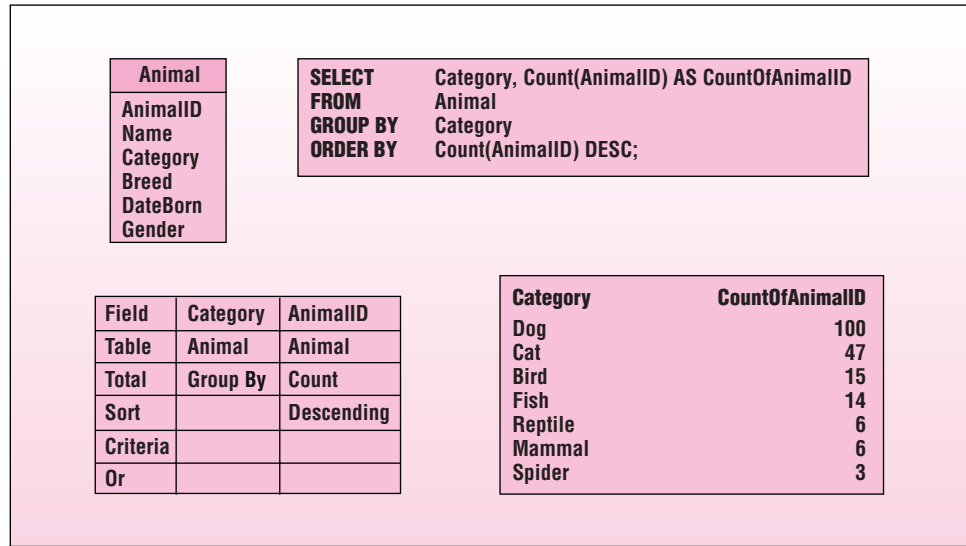 Animal
AnimalID
Name
Category
Breed
DateBorn
Gender
SELECT Category, Count(AnimalID) AS CountOfAnimalID
FROM Animal
GROUP BY Category
ORDER BY Count(AnimalID) DESC;
Field Category AnimalID
Table Animal Animal
Total Group By Count
Sort Descending
Criteria
Or
Category CountOfAnimalID
Dog 100
Cat 47
Bird 15
Fish 14
Reptile 6
Mammal 6
Spider 3